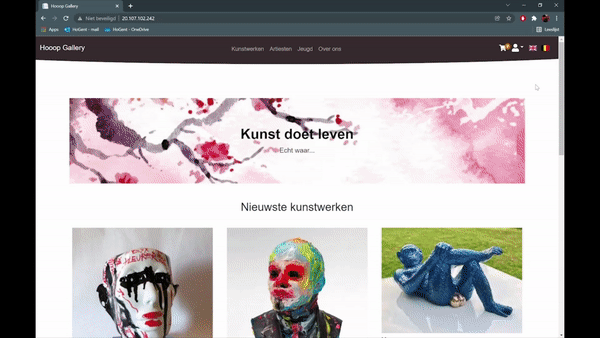 Hooop Gallery
Niet beveiligd | 20.107.102.242
Apps HoGent - mail HoGent - OneDrive Leeslijst
Hooop Gallery Kunstwerken Artiesten Jeugd Over ons
Kunst doet leven
Echt waar...
Nieuwste kunstwerken